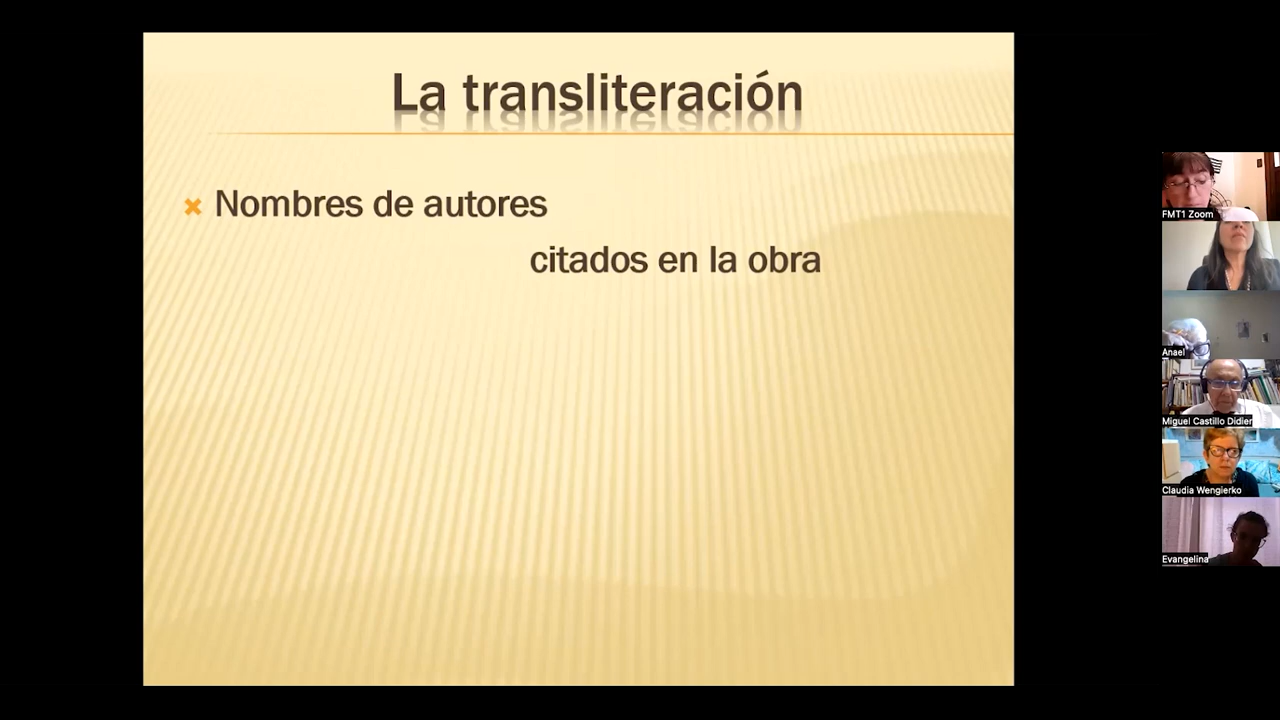 La transliteración
Nombres de autores
citados en la obra
FMT1 Zoom
Anael
Miguel Castillo Didier
Claudia Wengierko
Evangelina